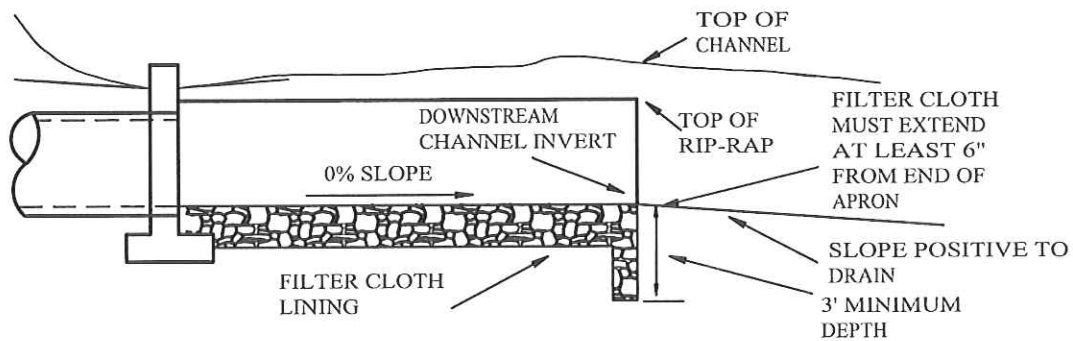 TOP OF
CHANNEL
DOWNSTREAM
CHANNEL INVERT
TOP OF
RIP-RAP
FILTER CLOTH
MUST EXTEND
AT LEAST 6"
FROM END OF
APRON
0% SLOPE
FILTER CLOTH
LINING
SLOPE POSITIVE TO
DRAIN
3' MINIMUM
DEPTH